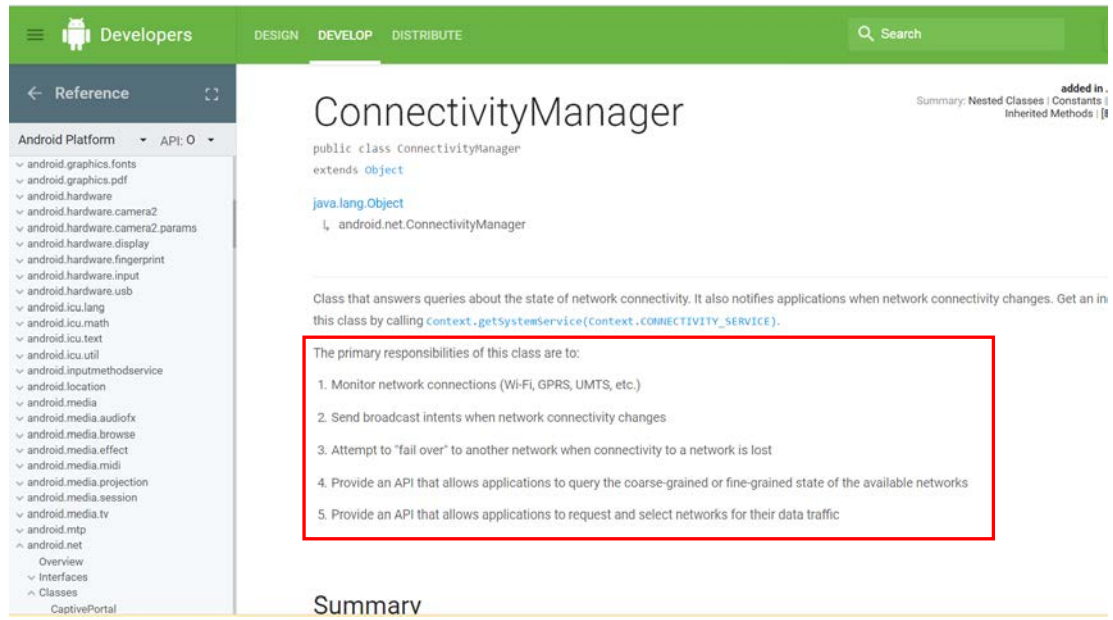 Developers
DESIGN DEVELOP DISTRIBUTE
Search
Reference
Android Platform API: O
android.graphics.fonts
android.graphics.pdf
android.hardware
android.hardware.camera2
android.hardware.camera2.params
android.hardware.display
android.hardware.fingerprint
android.hardware.input
android.hardware.usb
android.icu.lang
android.icu.math
android.icu.text
android.icu.util
android.inputmethodservice
android.location
android.media
android.media.audiofx
android.media.browse
android.media.effect
android.media.midi
android.media.projection
android.media.session
android.media.tv
android.mtp
android.net
Overview
Interfaces
Classes
CaptivePortal
added in
Summary: Nested Classes | Constants |
Inherited Methods |
ConnectivityManager
public class ConnectivityManager
extends Object
java.lang.Object
android.net.ConnectivityManager
Class that answers queries about the state of network connectivity. It also notifies applications when network connectivity changes. Get an in
this class by calling Context.getSystemService(Context.CONNECTIVITY_SERVICE).
The primary responsibilities of this class are to:
1. Monitor network connections (Wi-Fi, GPRS, UMTS, etc.)
2. Send broadcast intents when network connectivity changes
3. Attempt to "fail over" to another network when connectivity to a network is lost
4. Provide an API that allows applications to query the coarse-grained or fine-grained state of the available networks
5. Provide an API that allows applications to request and select networks for their data traffic
Summary